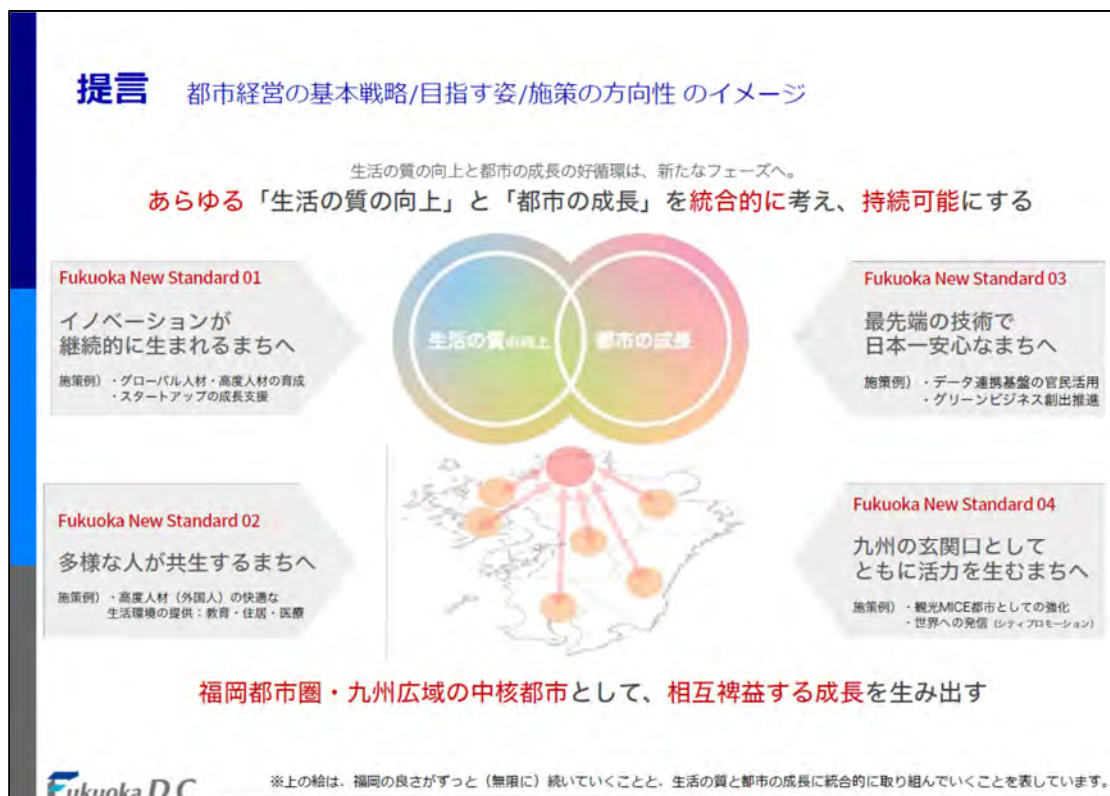 提言 都市経営の基本戦略/目指す姿/施策の方向性 のイメージ
生活の質の向上と都市の成長の好循環は、新たなフェーズへ。
あらゆる「生活の質の向上」と「都市の成長」を統合的に考え、持続可能にする
Fukuoka New Standard 01
イノベーションが
継続的に生まれるまちへ
施策例）・グローバル人材・高度人材の育成
・スタートアップの成長支援
生活の質の向上
都市の成長
Fukuoka New Standard 03
最先端の技術で
日本一安心なまちへ
施策例）・データ連携基盤の官民活用
・グリーンビジネス創出推進
Fukuoka New Standard 02
多様な人が共生するまちへ
施策例）・高度人材（外国人）の快適な
生活環境の提供：教育・住居・医療
Fukuoka New Standard 04
九州の玄関口として
ともに活力を生むまちへ
施策例）・観光MICE都市としての強化
・世界への発信（シティプロモーション）
福岡都市圏・九州広域の中核都市として、相互裨益する成長を生み出す
Fukuoka D.C.
※上の絵は、福岡の良さがずっと（無限に）続いていくことと、生活の質と都市の成長に統合的に取り組んでいくことを表しています。